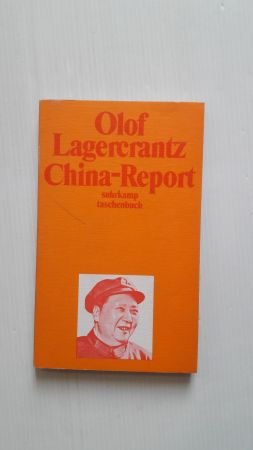 Olof
Lagercrantz
China-Report
suhrkamp
taschenbuch